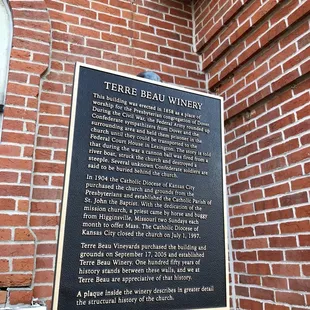 TERRE BEAU WINERY
This building was erected in 1858 as a place of
worship for the Presbyterian congregation of Dover.
During the Civil War, the Federal Army rounded up
Confederate sympathizers from Dover and the
surrounding area and held them prisoners in the
church until they could be transported to the
Federal Court House in Lexington. The story is told
that during the war a cannon ball was fired from a
river boat, struck the church and destroyed a
steeple. Several unknown Confederate soldiers are
said to be buried behind the church.
In 1904 the Catholic Diocese of Kansas City
purchased the church and grounds from the
Presbyterians and established the Catholic Parish of
St. John the Baptist. With the dedication of the
mission church, a priest came by horse and buggy
from Higginsville, Missouri two Sundays each
month to offer Mass. The Catholic Diocese of
Kansas City closed the church on July 1, 1997.
Terre Beau Vineyards purchased the building and
grounds on September 17, 2003 and established
Terre Beau Winery. One hundred fifty years of
history stands between these walls, and we at
Terre Beau are appreciative of that history.
A plaque inside the winery describes in greater detail
the structural history of the church.